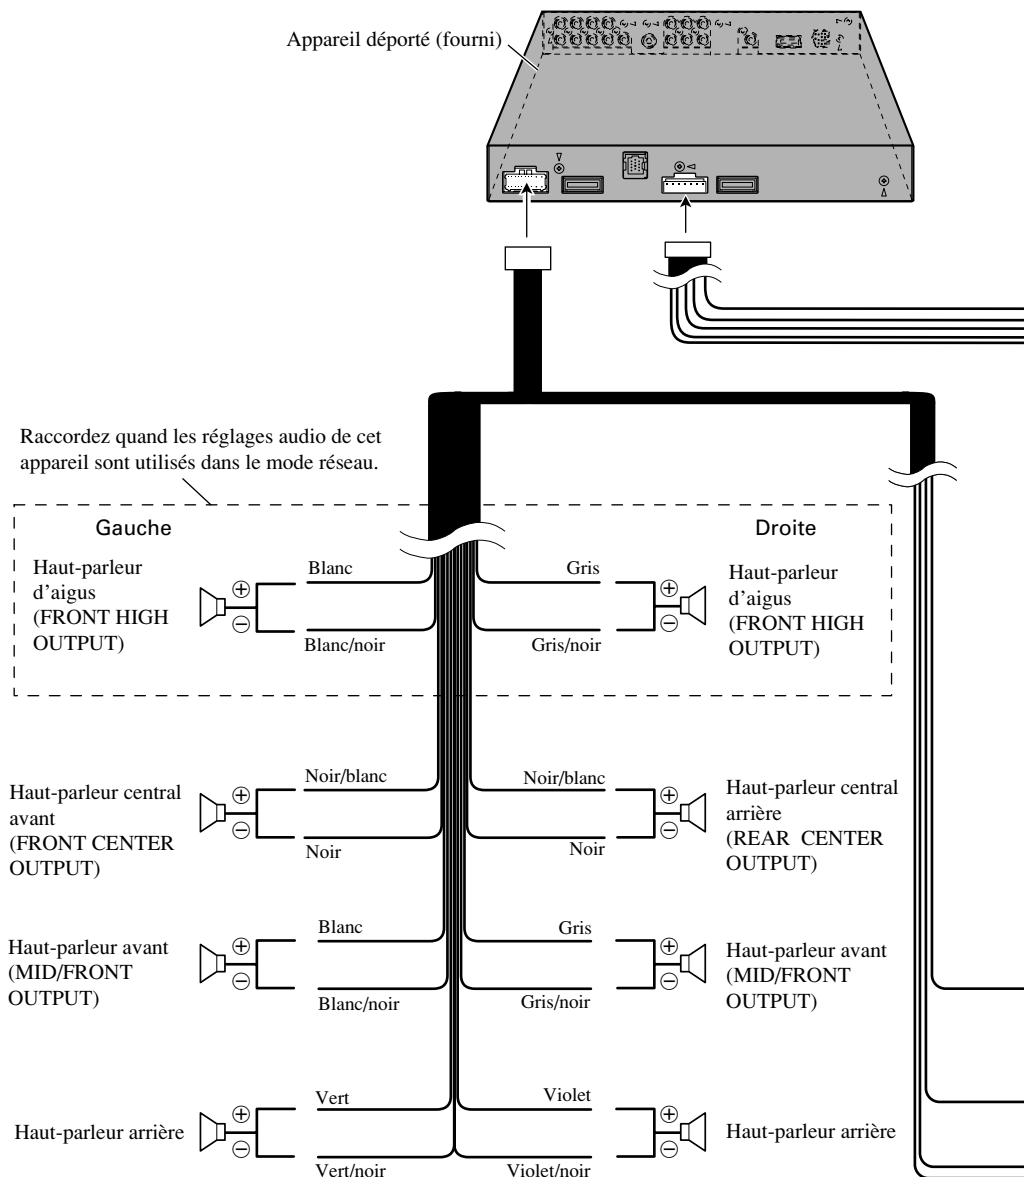 Appareil déporté (fourni)
Raccordez quand les réglages audio de cet
appareil sont utilisés dans le mode réseau.
Gauche
Droite
Haut-parleur
d'aigus
(FRONT HIGH
OUTPUT)
Blanc
Blanc/noir
Gris
Gris/noir
Haut-parleur
d'aigus
(FRONT HIGH
OUTPUT)
Haut-parleur central
avant
(FRONT CENTER
OUTPUT)
Noir/blanc
Noir
Noir/blanc
Noir
Haut-parleur central
arrière
(REAR CENTER
OUTPUT)
Haut-parleur avant
(MID/FRONT
OUTPUT)
Blanc
Blanc/noir
Gris
Gris/noir
Haut-parleur avant
(MID/FRONT
OUTPUT)
Haut-parleur arrière
Vert
Vert/noir
Violet
Violet/noir
Haut-parleur arrière